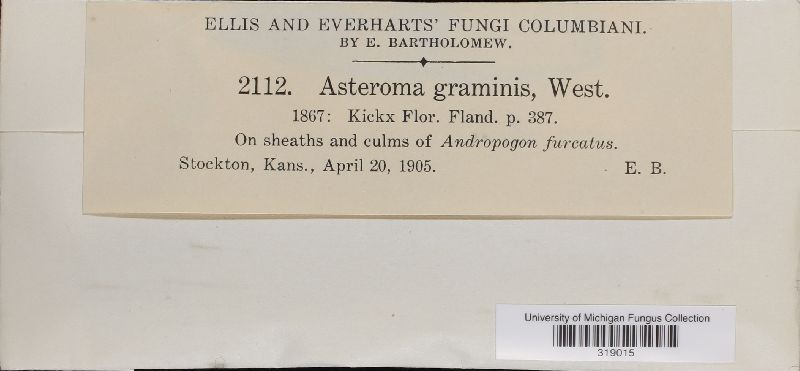 ELLIS AND EVERHARTS' FUNGI COLUMBIANI.
BY E. BARTHOLOMEW.
2112. Asteroma graminis, West.
1867: Kickx Flor. Fland. p. 387.
On sheaths and culms of Andropogon furcatus.
Stockton, Kans., April 20, 1905. E. B.
University of Michigan Fungus Collection
319015